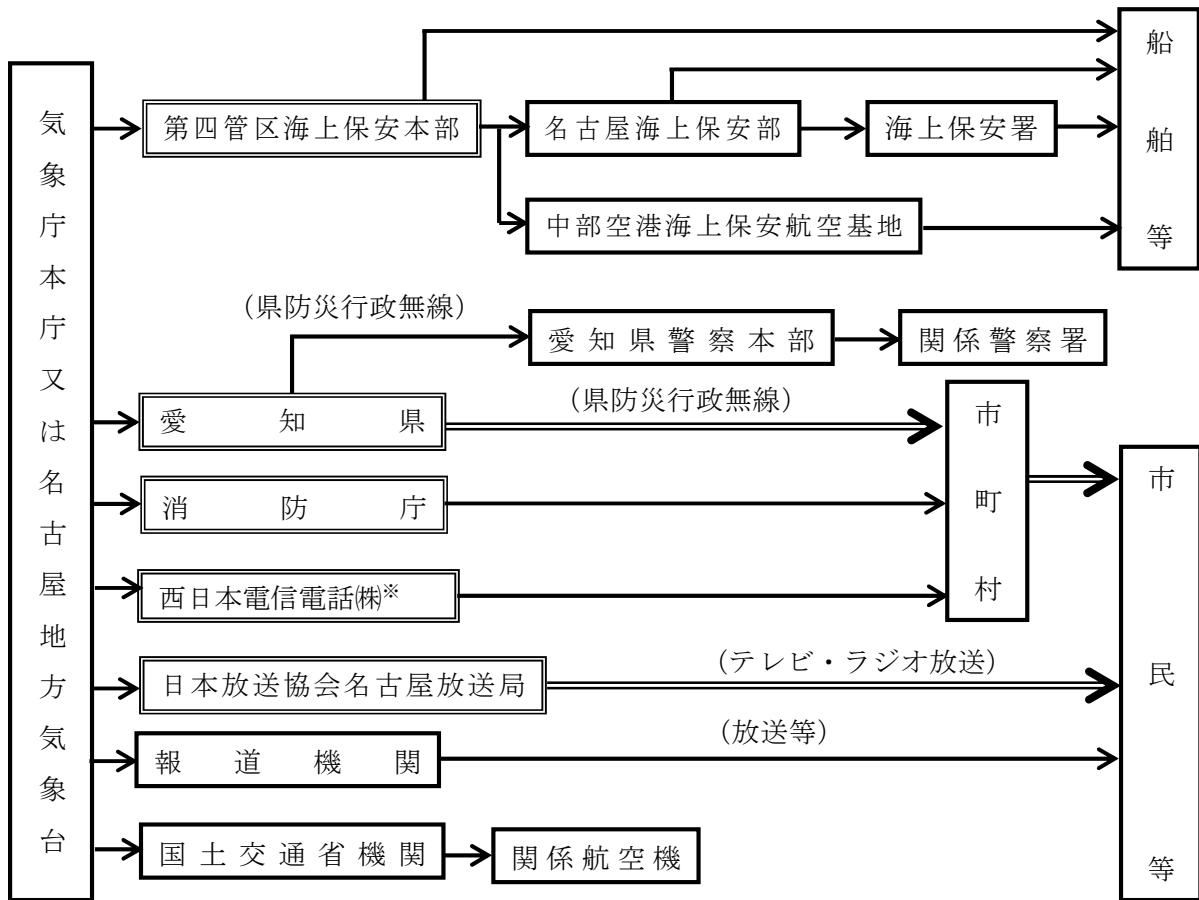 気象庁本庁又は名古屋地方気象台
第四管区海上保安本部
名古屋海上保安部
海上保安署
中部空港海上保安航空基地
船舶等
(県防災行政無線)
愛知県警察本部
関係警察署
愛知県
(県防災行政無線)
市町村
消防庁
西日本電信電話㈱※
日本放送協会名古屋放送局
(テレビ・ラジオ放送)
市民等
報道機関
(放送等)
国土交通省機関
関係航空機